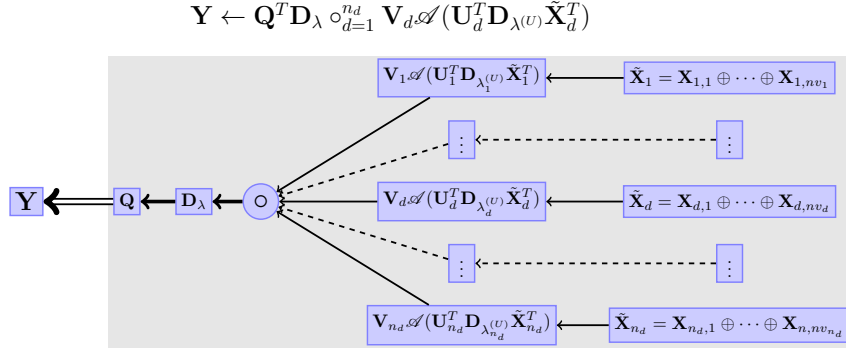 𝐘 ← 𝐐^T 𝐃_λ ∘_{d=1}^{n_d} 𝐕_d 𝒜(𝐔_d^T 𝐃_{λ^{(U)}} 𝐗̃_d^T)
𝐕_1 𝒜(𝐔_1^T 𝐃_{λ_1^{(U)}} 𝐗̃_1^T) 𝐗̃_1 = 𝐗_{1,1} ⊕ ⋯ ⊕ 𝐗_{1,nv_1}
⋮ ⋮
𝐘 𝐐 𝐃_λ ∘ 𝐕_d 𝒜(𝐔_d^T 𝐃_{λ_d^{(U)}} 𝐗̃_d^T) 𝐗̃_d = 𝐗_{d,1} ⊕ ⋯ ⊕ 𝐗_{d,nv_d}
⋮ ⋮
𝐕_{n_d} 𝒜(𝐔_{n_d}^T 𝐃_{λ_{n_d}^{(U)}} 𝐗̃_{n_d}^T) 𝐗̃_{n_d} = 𝐗_{n_d,1} ⊕ ⋯ ⊕ 𝐗_{n,nv_{n_d}}